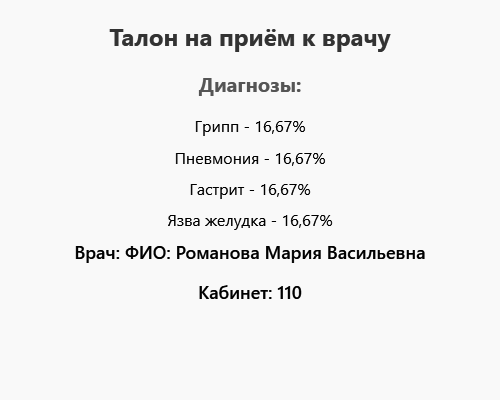 Талон на приём к врачу
Диагнозы:
Грипп - 16,67%
Пневмония - 16,67%
Гастрит - 16,67%
Язва желудка - 16,67%
Врач: ФИО: Романова Мария Васильевна
Кабинет: 110